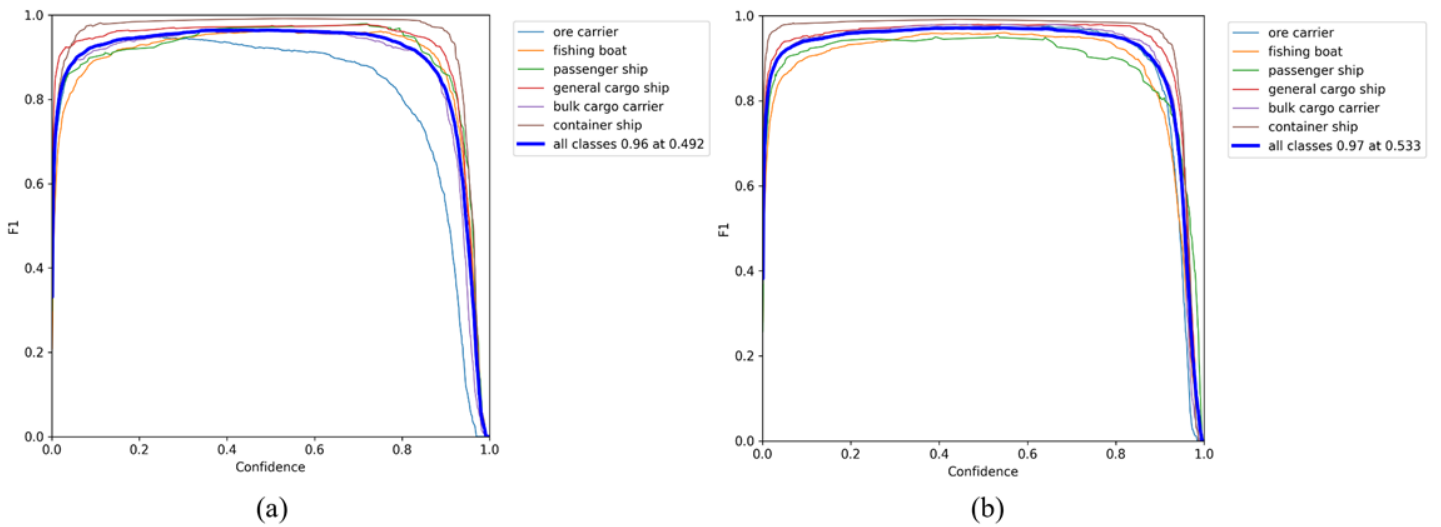 1.0
0.8
0.6
0.4
0.2
0.0
F1
0.0 0.2 0.4 0.6 0.8 1.0
Confidence
ore carrier
fishing boat
passenger ship
general cargo ship
bulk cargo carrier
container ship
all classes 0.96 at 0.492
(a)
1.0
0.8
0.6
0.4
0.2
0.0
F1
0.0 0.2 0.4 0.6 0.8 1.0
Confidence
ore carrier
fishing boat
passenger ship
general cargo ship
bulk cargo carrier
container ship
all classes 0.97 at 0.533
(b)